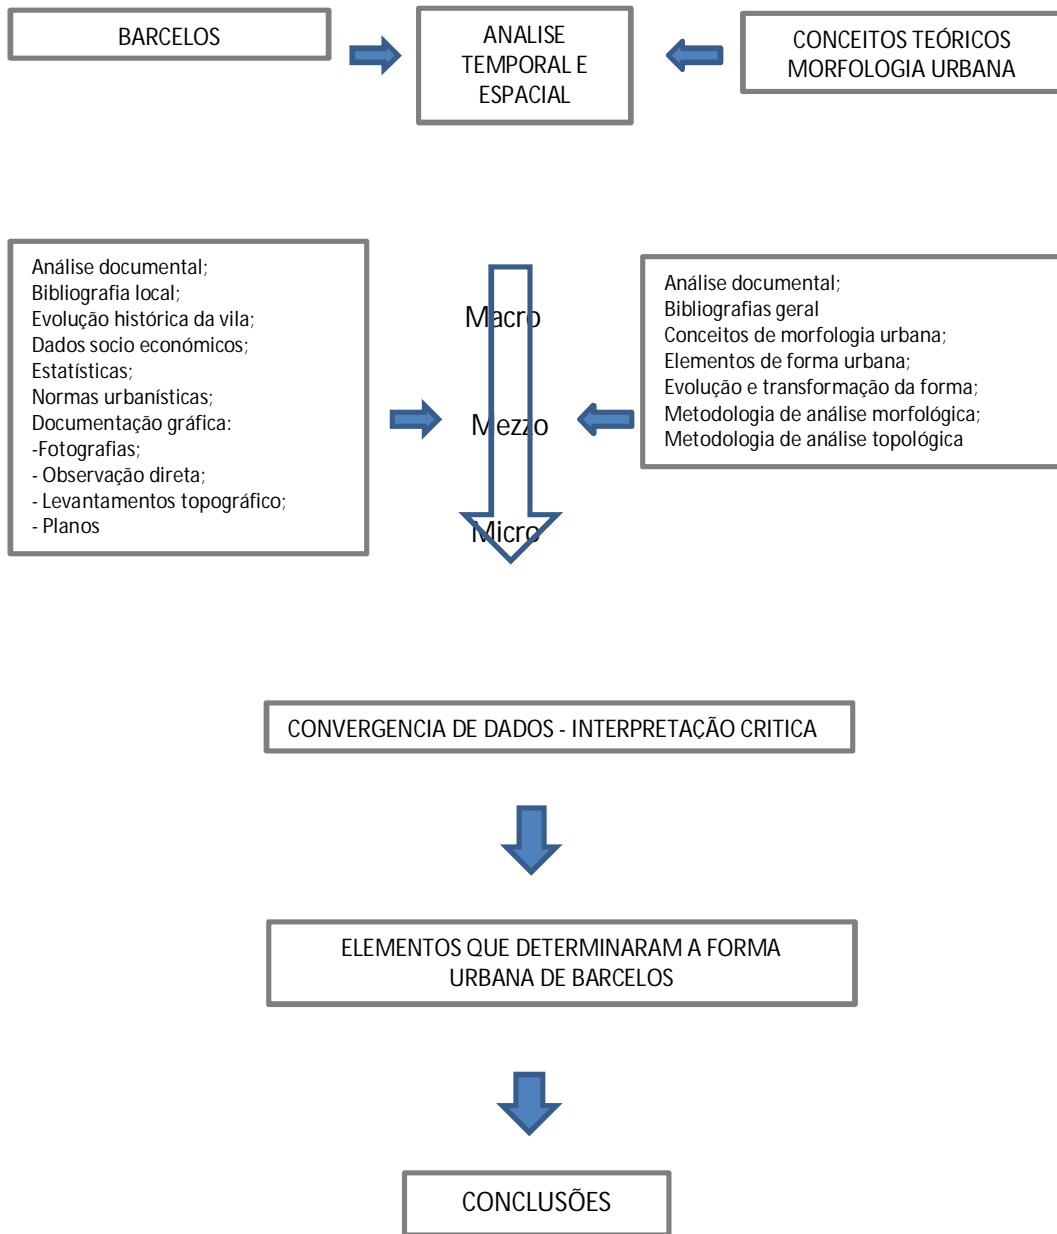 BARCELOS
ANALISE
TEMPORAL E
ESPACIAL
CONCEITOS TEÓRICOS
MORFOLOGIA URBANA
Análise documental;
Bibliografia local;
Evolução histórica da vila;
Dados socio económicos;
Estatísticas;
Normas urbanísticas;
Documentação gráfica:
-Fotografias;
- Observação direta;
- Levantamentos topográfico;
- Planos
Macro
Mezzo
Micro
Análise documental;
Bibliografias geral
Conceitos de morfologia urbana;
Elementos de forma urbana;
Evolução e transformação da forma;
Metodologia de análise morfológica;
Metodologia de análise topológica
CONVERGENCIA DE DADOS - INTERPRETAÇÃO CRITICA
ELEMENTOS QUE DETERMINARAM A FORMA
URBANA DE BARCELOS
CONCLUSÕES